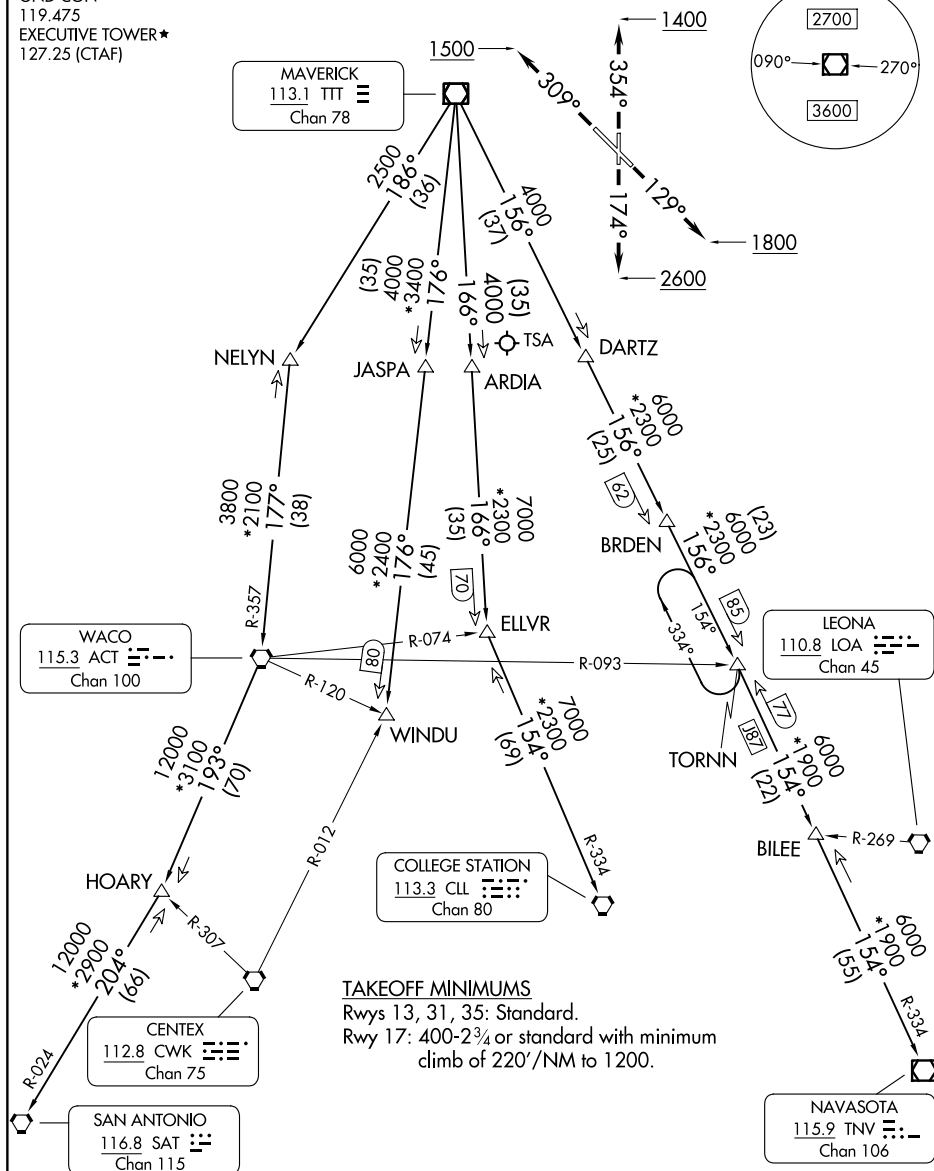 119.475
EXECUTIVE TOWER★
127.25 (CTAF)
MAVERICK
113.1 TTT
Chan 78
1500
1400
309°
354°
129°
174°
1800
2600
2700
090°
270°
3600
2500
186°
(36)
(35)
4000
*3400
176°
(35)
4000
166°
4000
156°
(37)
TSA
NELYN
JASPA
ARDIA
DARTZ
3800
*2100
177°
(38)
R-357
6000
*2400
176°
(45)
80
7000
*2300
166°
(35)
70
6000
*2300
156°
(25)
62
BRDEN
(23)
6000
*2300
156°
85
154°
334°
WACO
115.3 ACT
Chan 100
R-074
ELLVR
R-093
R-120
WINDU
LEONA
110.8 LOA
Chan 45
TORNN
77
J87
6000
*1900
154°
(22)
BILEE
R-269
12000
*3100
193°
(70)
7000
*2300
154°
(69)
R-334
R-012
HOARY
R-307
COLLEGE STATION
113.3 CLL
Chan 80
6000
*1900
154°
(55)
R-334
12000
*2900
204°
(66)
R-024
CENTEX
112.8 CWK
Chan 75
TAKEOFF MINIMUMS
Rwys 13, 31, 35: Standard.
Rwy 17: 400-2¾ or standard with minimum
climb of 220'/NM to 1200.
SAN ANTONIO
116.8 SAT
Chan 115
NAVASOTA
115.9 TNV
Chan 106